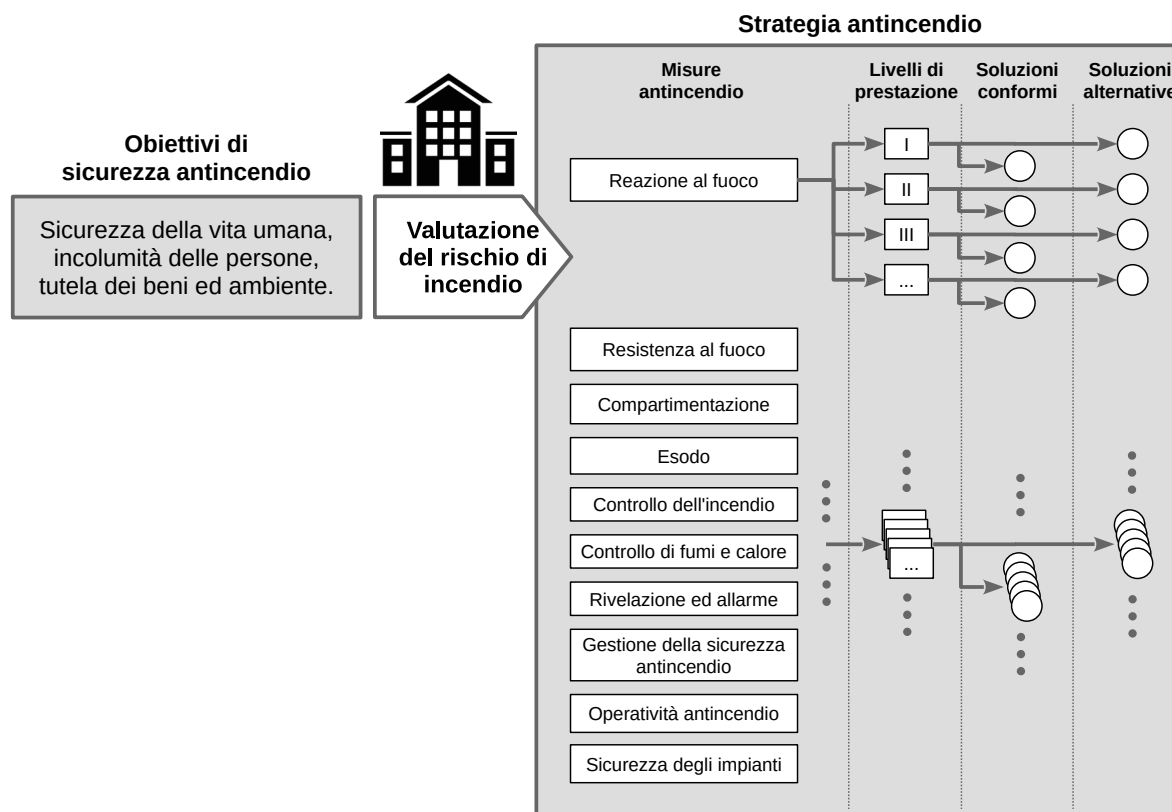 Strategia antincendio
Misure
antincendio
Livelli di
prestazione
Soluzioni
conformi
Soluzioni
alternative
Obiettivi di
sicurezza antincendio
Sicurezza della vita umana,
incolumità delle persone,
tutela dei beni ed ambiente.
Valutazione
del rischio di
incendio
Reazione al fuoco
I
II
III
...
Resistenza al fuoco
Compartimentazione
Esodo
Controllo dell'incendio
Controllo di fumi e calore
...
Rivelazione ed allarme
Gestione della sicurezza
antincendio
Operatività antincendio
Sicurezza degli impianti